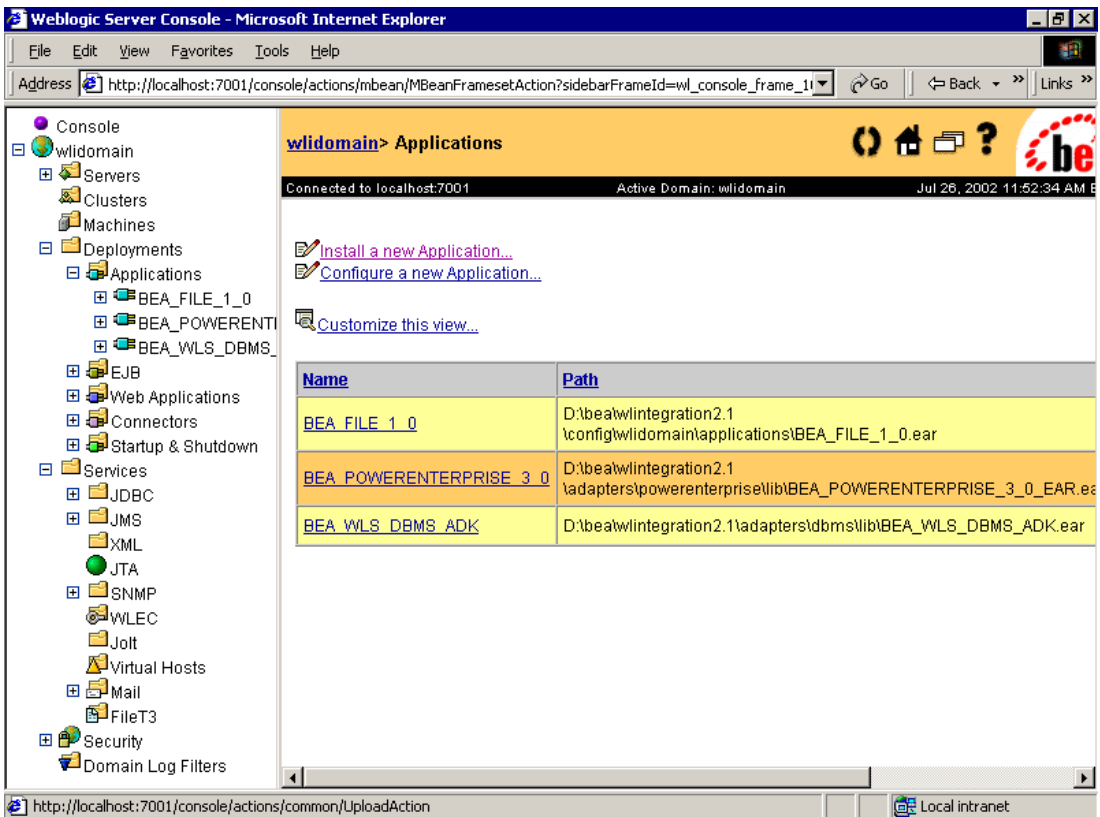 Weblogic Server Console - Microsoft Internet Explorer
File Edit View Favorites Tools Help
Address http://localhost:7001/console/actions/mbean/MBeanFramesetAction?sidebarFrameId=wl_console_frame_1 Go Back » Links »
Console
wlidomain
Servers
Clusters
Machines
Deployments
Applications
BEA_FILE_1_0
BEA_POWERENT
BEA_WLS_DBMS_
EJB
Web Applications
Connectors
Startup & Shutdown
Services
JDBC
JMS
XML
JTA
SNMP
WLEC
Jolt
Virtual Hosts
Mail
FileT3
Security
Domain Log Filters
wlidomain> Applications
? be
Connected to localhost:7001 Active Domain: wlidomain Jul 26, 2002 11:52:34 AM E
Install a new Application...
Configure a new Application...
Customize this view...
Name Path
BEA_FILE_1_0 D:\bea\wlintegration2.1
\config\wlidomain\applications\BEA_FILE_1_0.ear
BEA_POWERENTERPRISE_3_0 D:\bea\wlintegration2.1
\adapters\powerenterprise\lib\BEA_POWERENTERPRISE_3_0_EAR.ea
BEA_WLS_DBMS_ADK D:\bea\wlintegration2.1\adapters\dbms\lib\BEA_WLS_DBMS_ADK.ear
http://localhost:7001/console/actions/common/UploadAction Local intranet